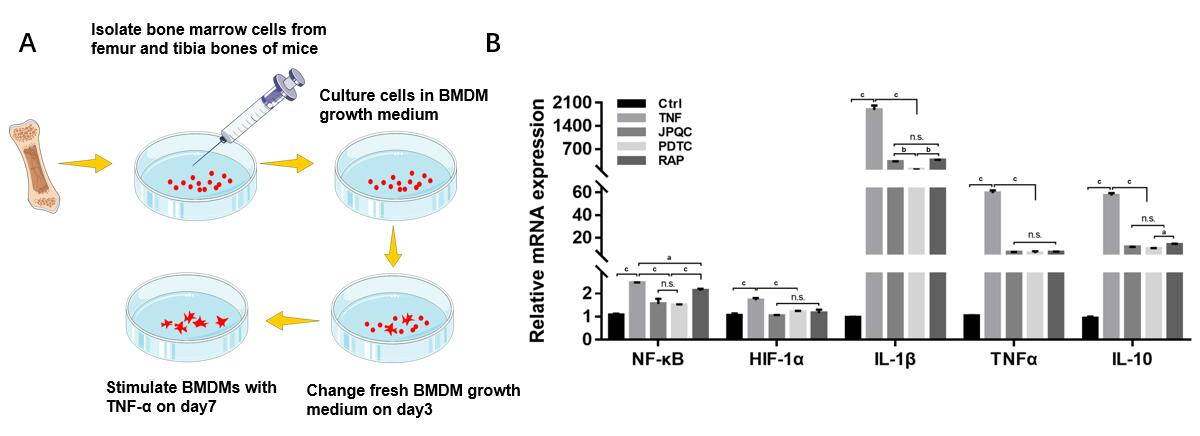 A
Isolate bone marrow cells from
femur and tibia bones of mice
Culture cells in BMDM
growth medium
Stimulate BMDMs with
TNF-α on day7
Change fresh BMDM growth
medium on day3
B
Relative mRNA expression
2100
1400
700
60
40
20
2
1
0
Ctrl
TNF
JPQC
PDTC
RAP
c
c
c
a
n.s.
c
c
n.s.
c
c
n.s.
b
b
c
c
n.s.
c
c
n.s.
a
NF-κB
HIF-1α
IL-1β
TNFα
IL-10